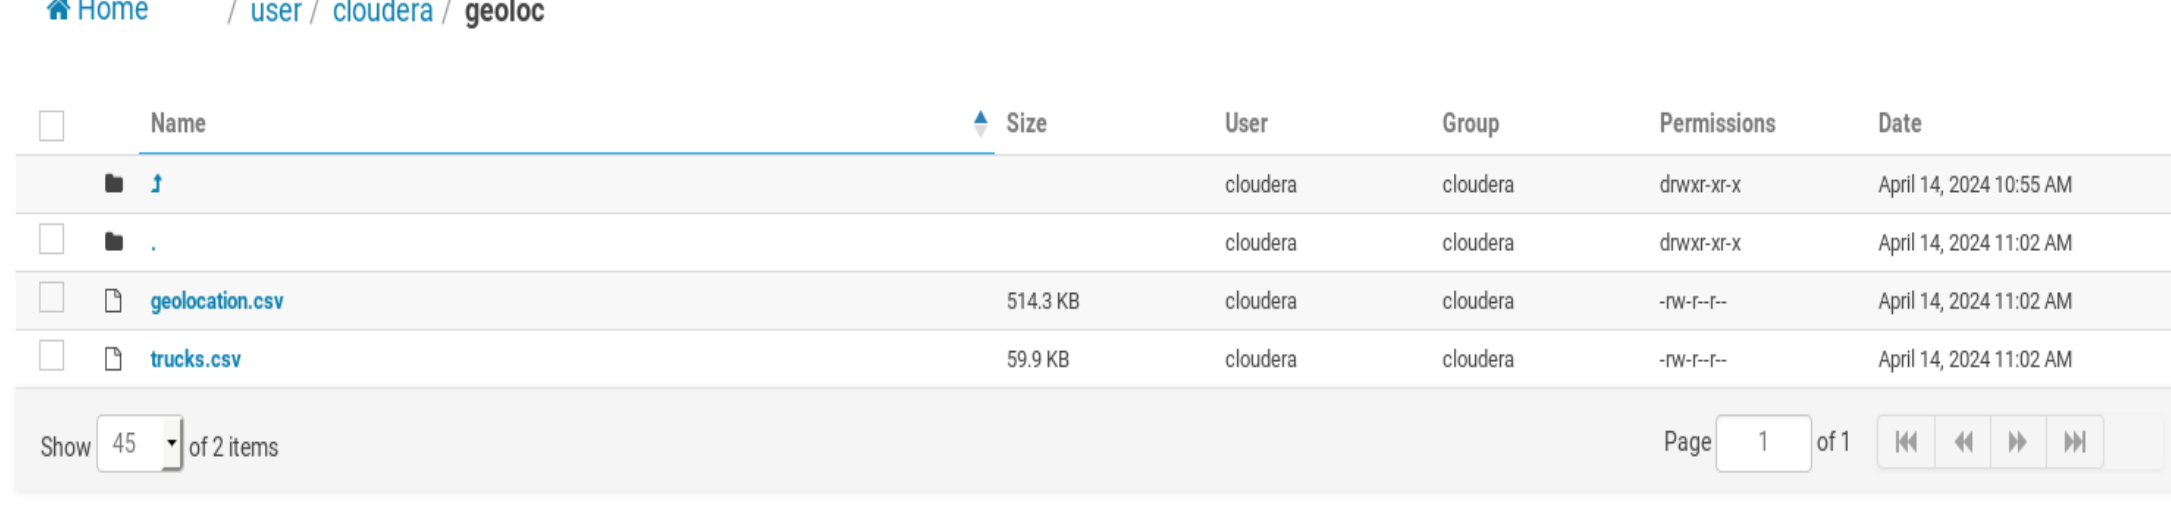 Home / user / cloudera / geoloc
Name Size User Group Permissions Date
cloudera cloudera drwxr-xr-x April 14, 2024 10:55 AM
. cloudera cloudera drwxr-xr-x April 14, 2024 11:02 AM
geolocation.csv 514.3 KB cloudera cloudera -rw-r--r-- April 14, 2024 11:02 AM
trucks.csv 59.9 KB cloudera cloudera -rw-r--r-- April 14, 2024 11:02 AM
Show 45 of 2 items Page 1 of 1